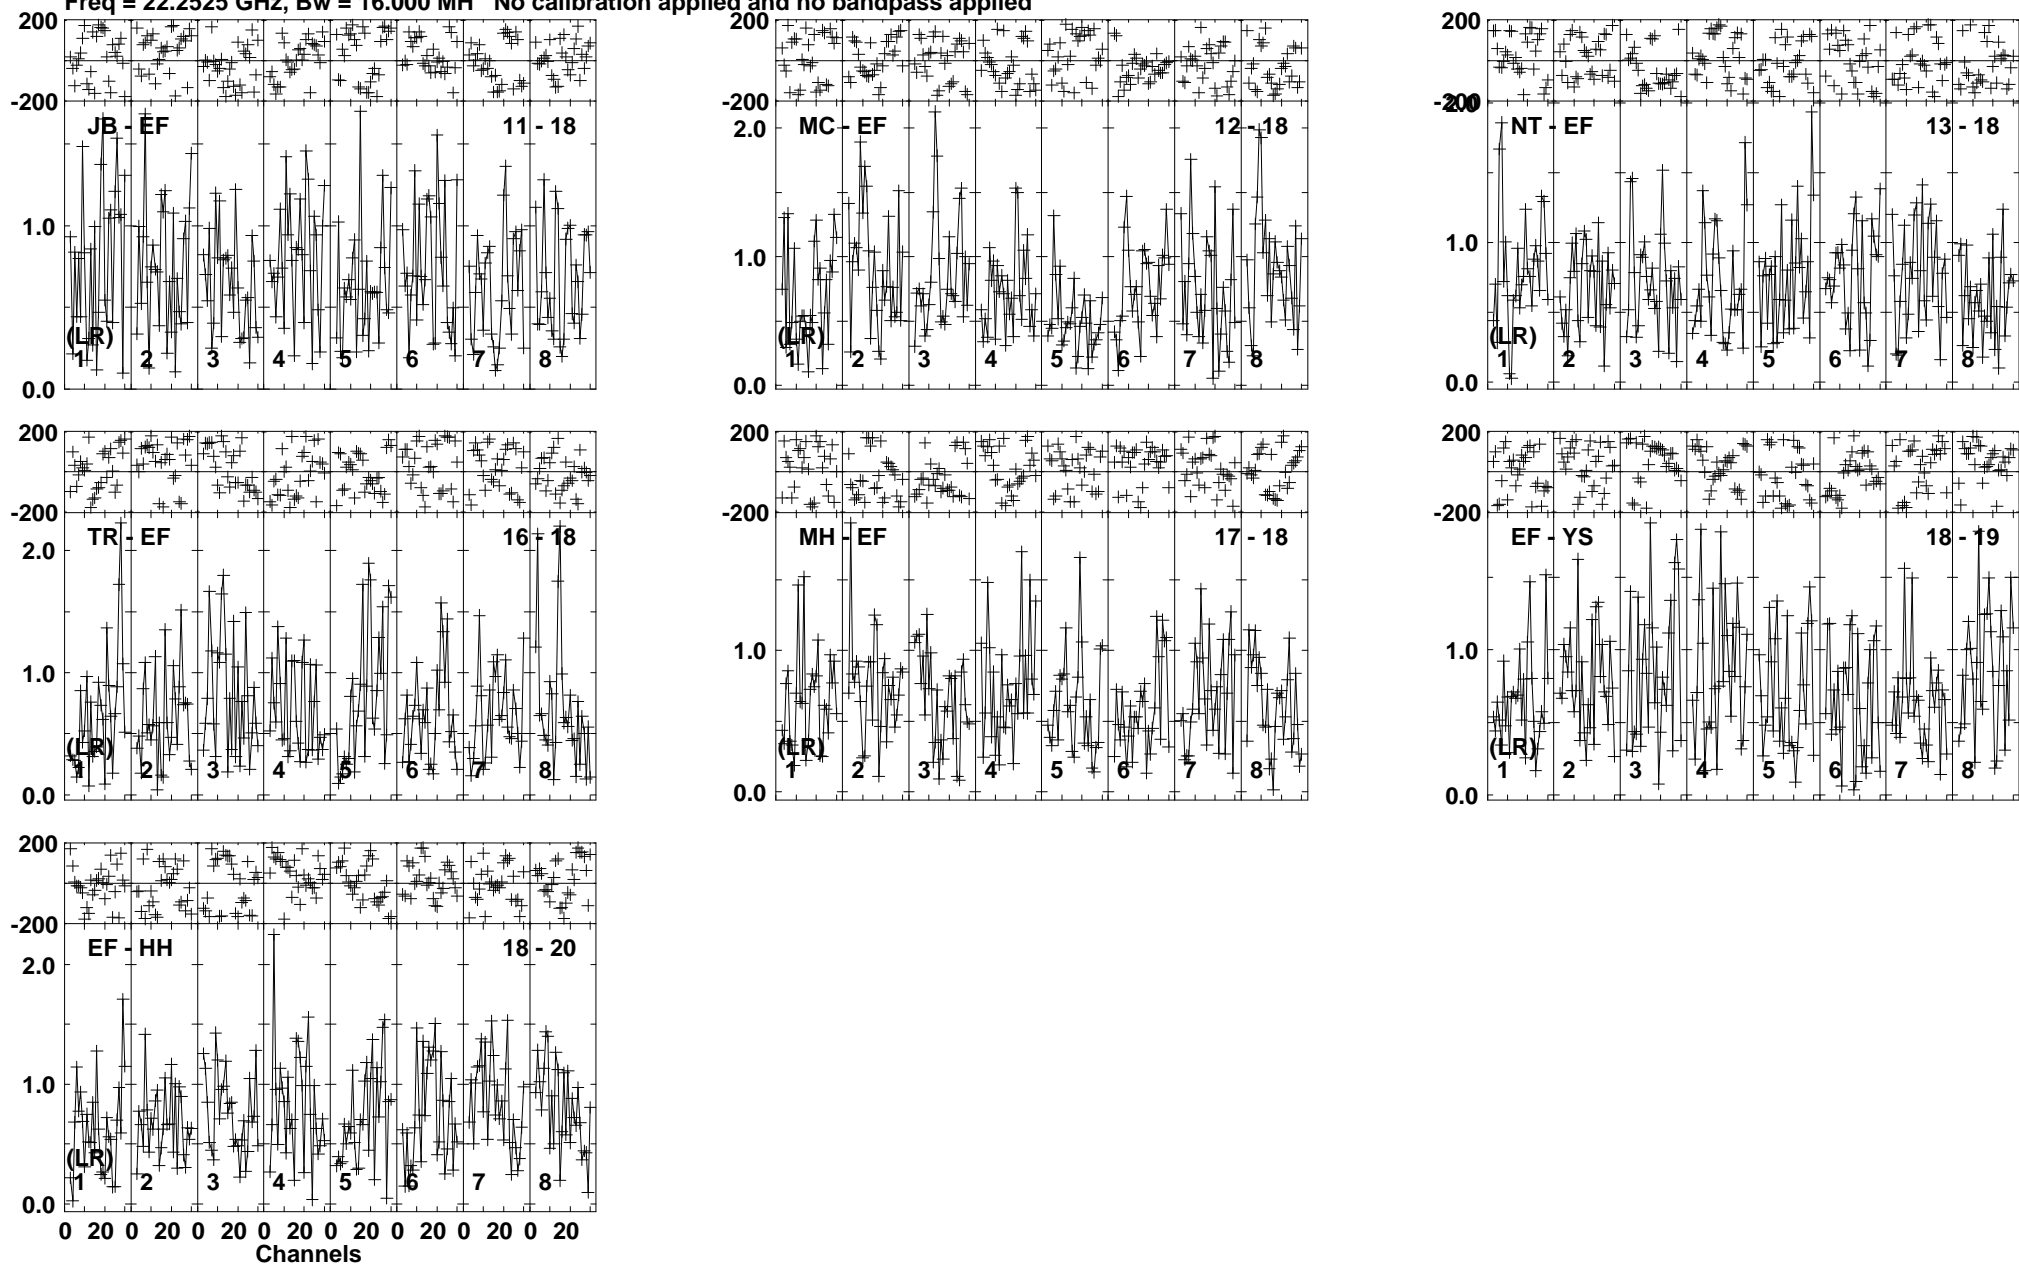 Freq = 22.2525 GHz, Bw = 16.000 MH No calibration applied and no bandpass applied
200
-200
JB - EF 11 - 18
1.0
(LR)
1 2 3 4 5 6 7 8
0.0
200
-200
MC - EF 12 - 18
2.0
1.0
(LR)
1 2 3 4 5 6 7 8
0.0
200
-200
2.0
NT - EF 13 - 18
1.0
(LR)
1 2 3 4 5 6 7 8
0.0
200
-200
TR - EF 16 - 18
2.0
1.0
(LR)
1 2 3 4 5 6 7 8
0.0
200
-200
MH - EF 17 - 18
1.0
(LR)
1 2 3 4 5 6 7 8
0.0
200
-200
EF - YS 18 - 19
1.0
(LR)
1 2 3 4 5 6 7 8
0.0
200
-200
EF - HH 18 - 20
2.0
1.0
(LR)
1 2 3 4 5 6 7 8
0.0
0 20 0 20 0 20 0 20 0 20 0 20 0 20 0 20
Channels